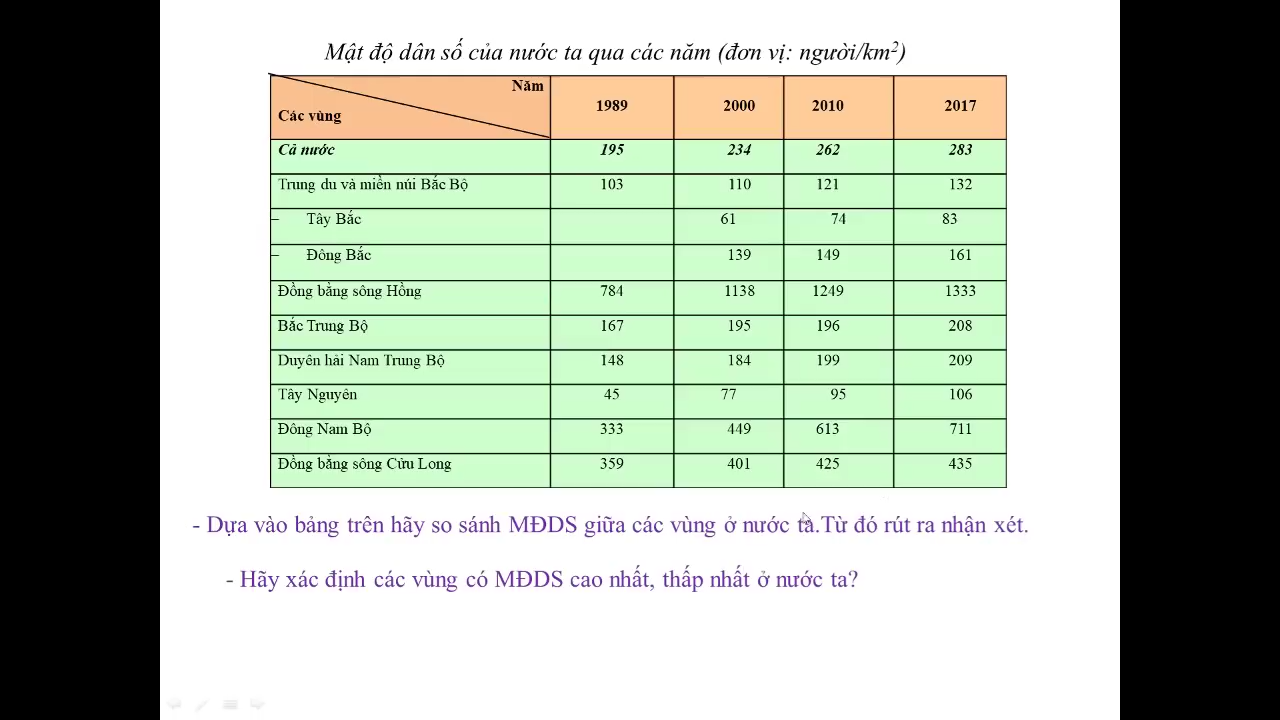 Mật độ dân số của nước ta qua các năm (đơn vị: người/km²)
Năm
Các vùng
1989 2000 2010 2017
Cả nước 195 234 262 283
Trung du và miền núi Bắc Bộ 103 110 121 132
– Tây Bắc 61 74 83
– Đông Bắc 139 149 161
Đồng bằng sông Hồng 784 1138 1249 1333
Bắc Trung Bộ 167 195 196 208
Duyên hải Nam Trung Bộ 148 184 199 209
Tây Nguyên 45 77 95 106
Đông Nam Bộ 333 449 613 711
Đồng bằng sông Cửu Long 359 401 425 435
- Dựa vào bảng trên hãy so sánh MĐDS giữa các vùng ở nước ta.Từ đó rút ra nhận xét.
- Hãy xác định các vùng có MĐDS cao nhất, thấp nhất ở nước ta?